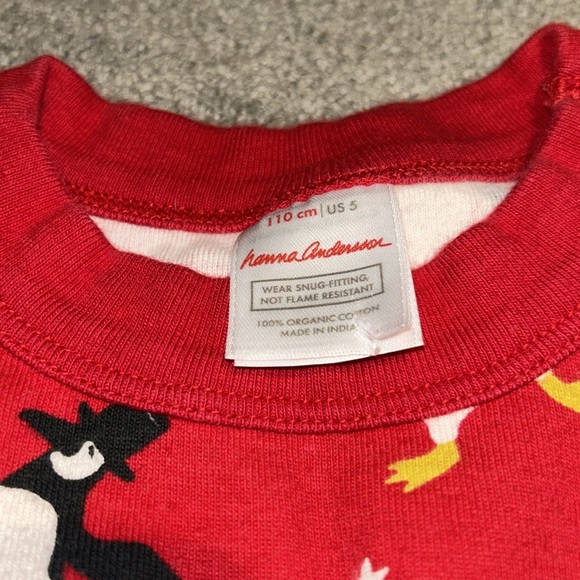 110 cm | US 5
hanna Andersson
WEAR SNUG-FITTING,
NOT FLAME RESISTANT
100% ORGANIC COTTON
MADE IN INDIA